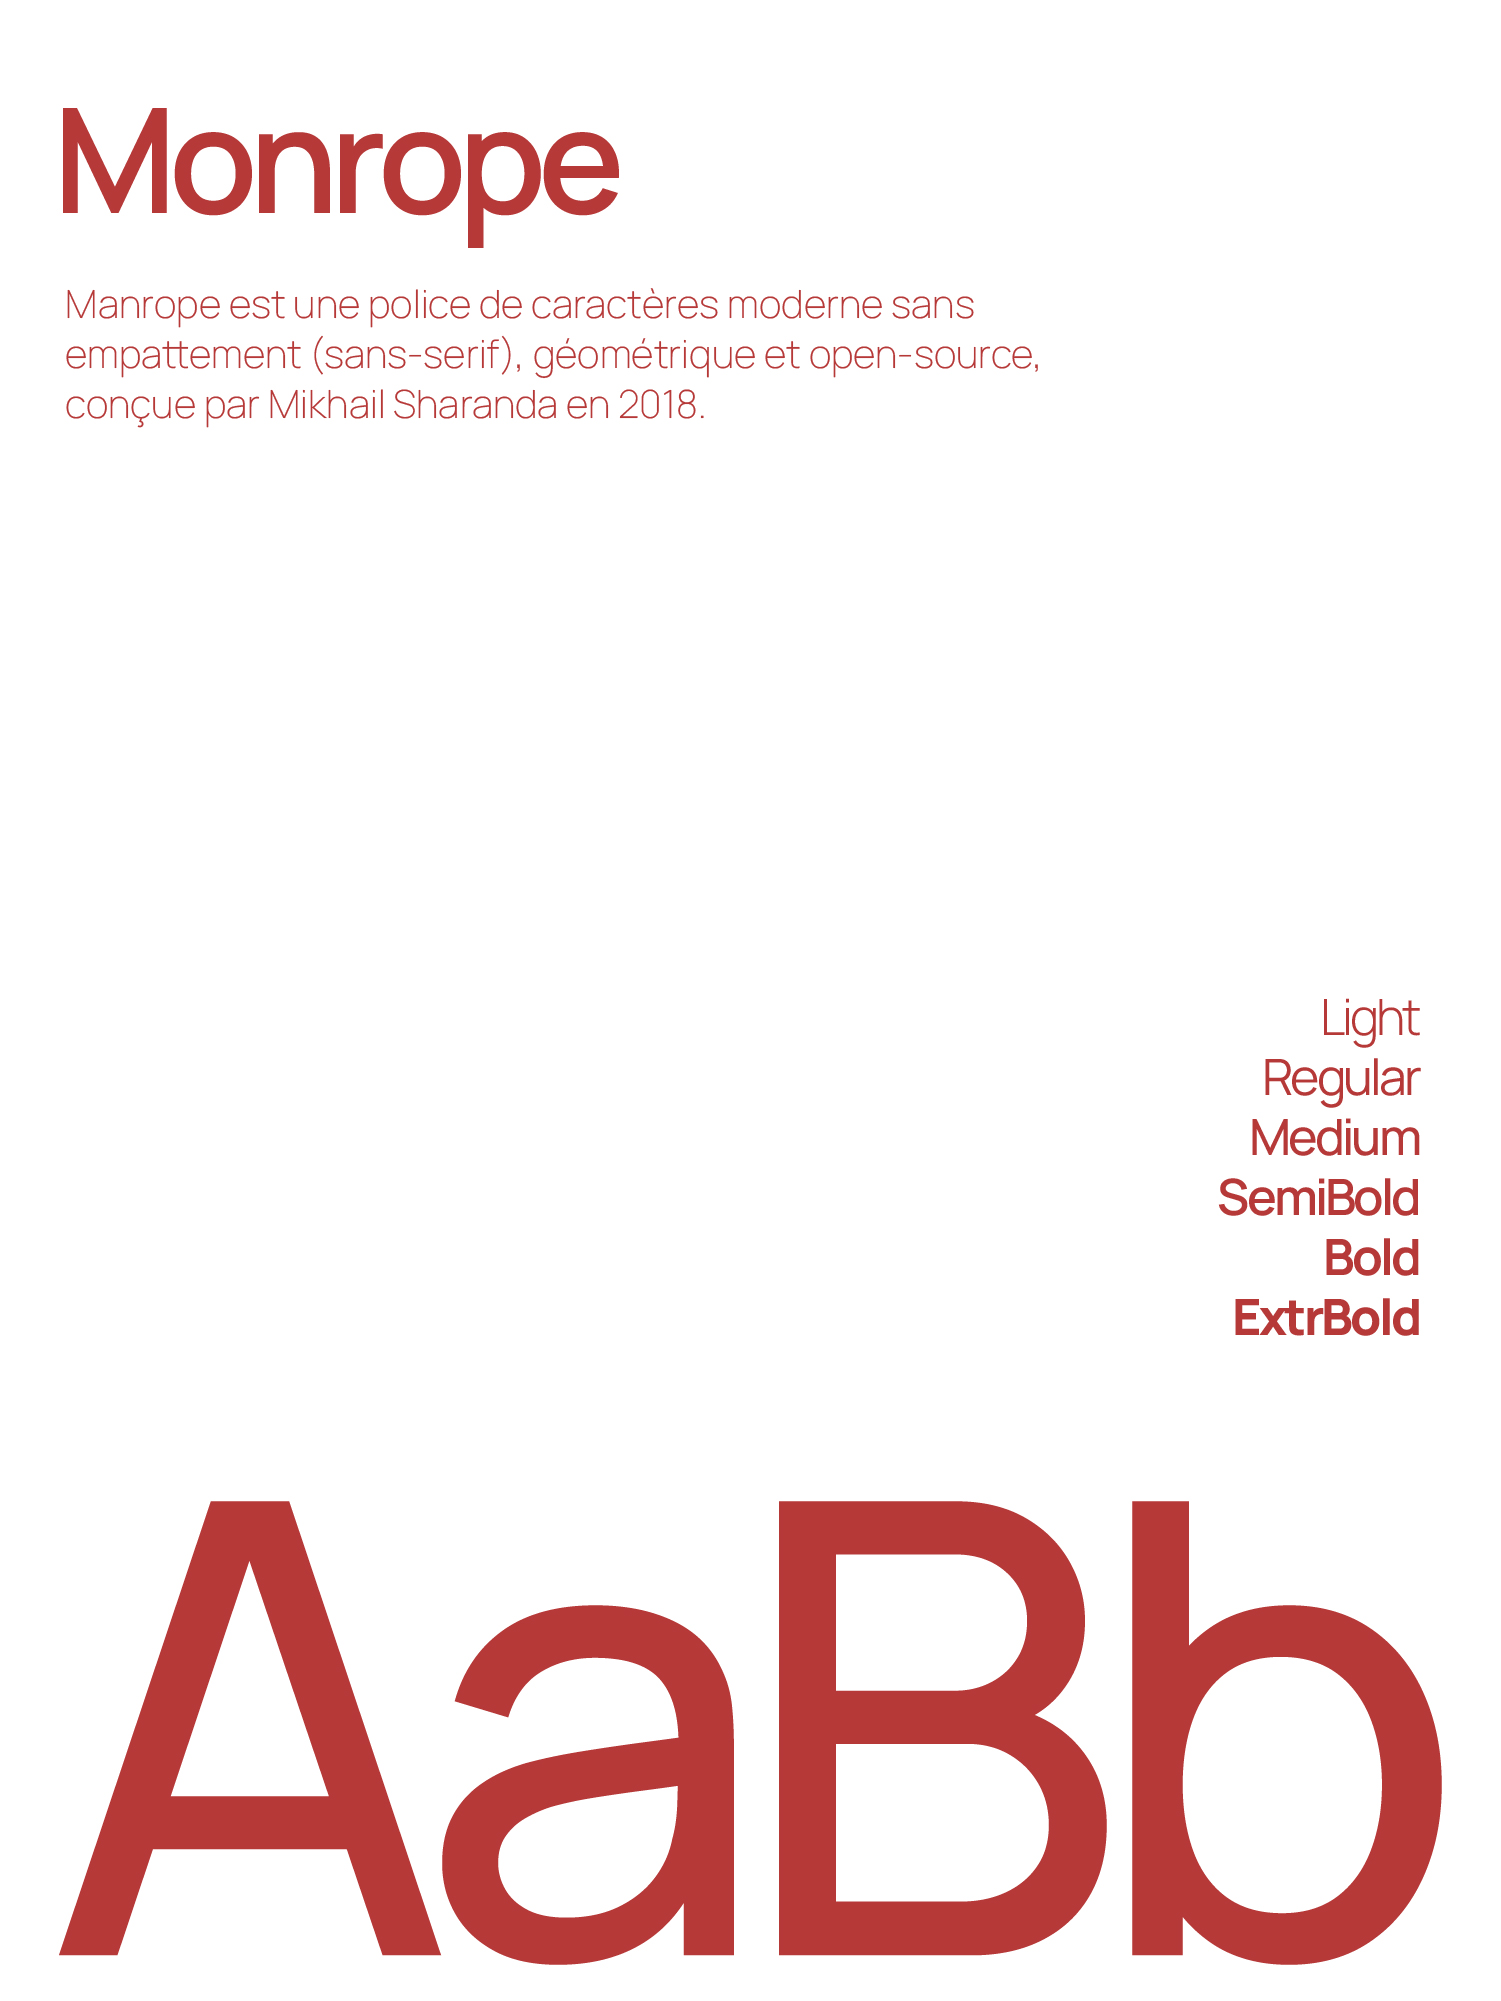 Monrope
Manrope est une police de caractères moderne sans
empattement (sans-serif), géométrique et open-source,
conçue par Mikhail Sharanda en 2018.
Light
Regular
Medium
SemiBold
Bold
ExtrBold
AaBb